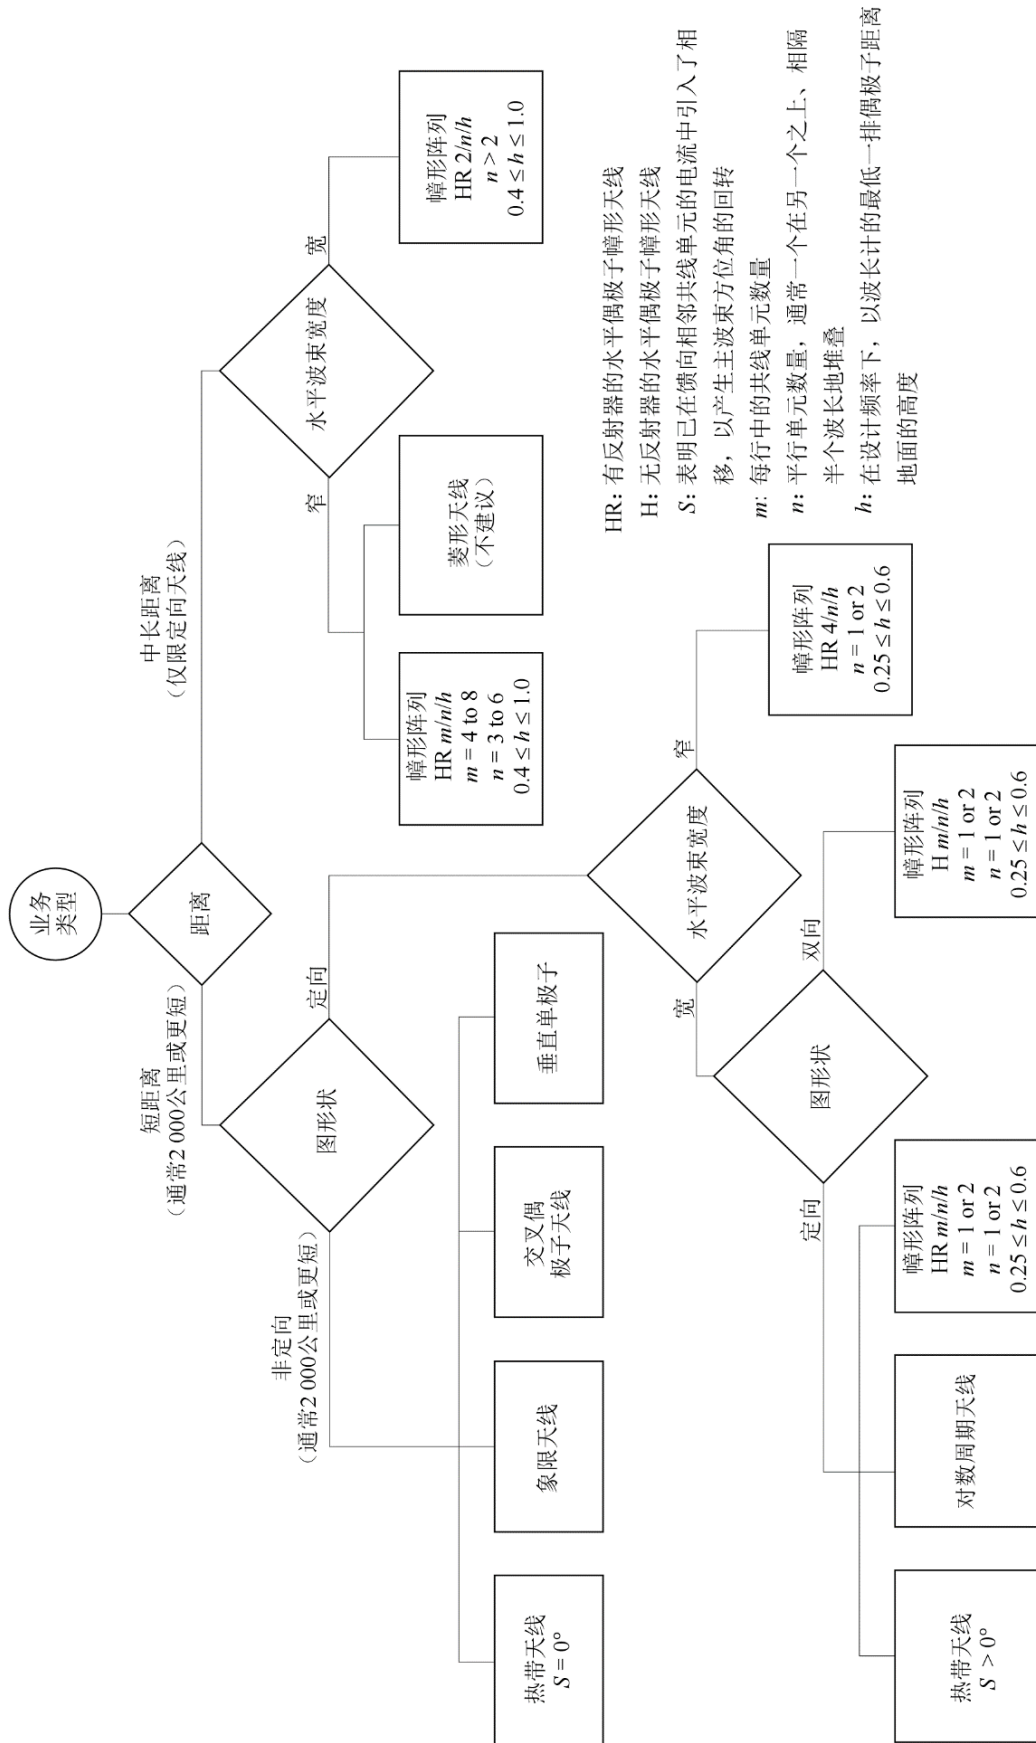 业务
类型
距离
短距离
（通常2 000公里或更短）
中长距离
（仅限定向天线）
图形状
水平波束宽度
非定向
（通常2 000公里或更短）
定向
窄
宽
热带天线
S = 0°
象限天线
交叉偶
极子天线
垂直单极子
幛形阵列
HR m/n/h
m = 4 to 8
n = 3 to 6
0.4 ≤ h ≤ 1.0
菱形天线
（不建议）
幛形阵列
HR 2/n/h
n > 2
0.4 ≤ h ≤ 1.0
水平波束宽度
宽
窄
图形状
幛形阵列
HR 4/n/h
n = 1 or 2
0.25 ≤ h ≤ 0.6
定向
双向
热带天线
S > 0°
对数周期天线
幛形阵列
HR m/n/h
m = 1 or 2
n = 1 or 2
0.25 ≤ h ≤ 0.6
幛形阵列
H m/n/h
m = 1 or 2
n = 1 or 2
0.25 ≤ h ≤ 0.6
HR: 有反射器的水平偶极子幛形天线
H: 无反射器的水平偶极子幛形天线
S: 表明已在馈向相邻共线单元的电流中引入了相
移，以产生主波束方位角的回转
m: 每行中的共线单元数量
n: 平行单元数量，通常一个在另一个之上、相隔
半个波长地堆叠
h: 在设计频率下，以波长计的最低一排偶极子距离
地面的高度